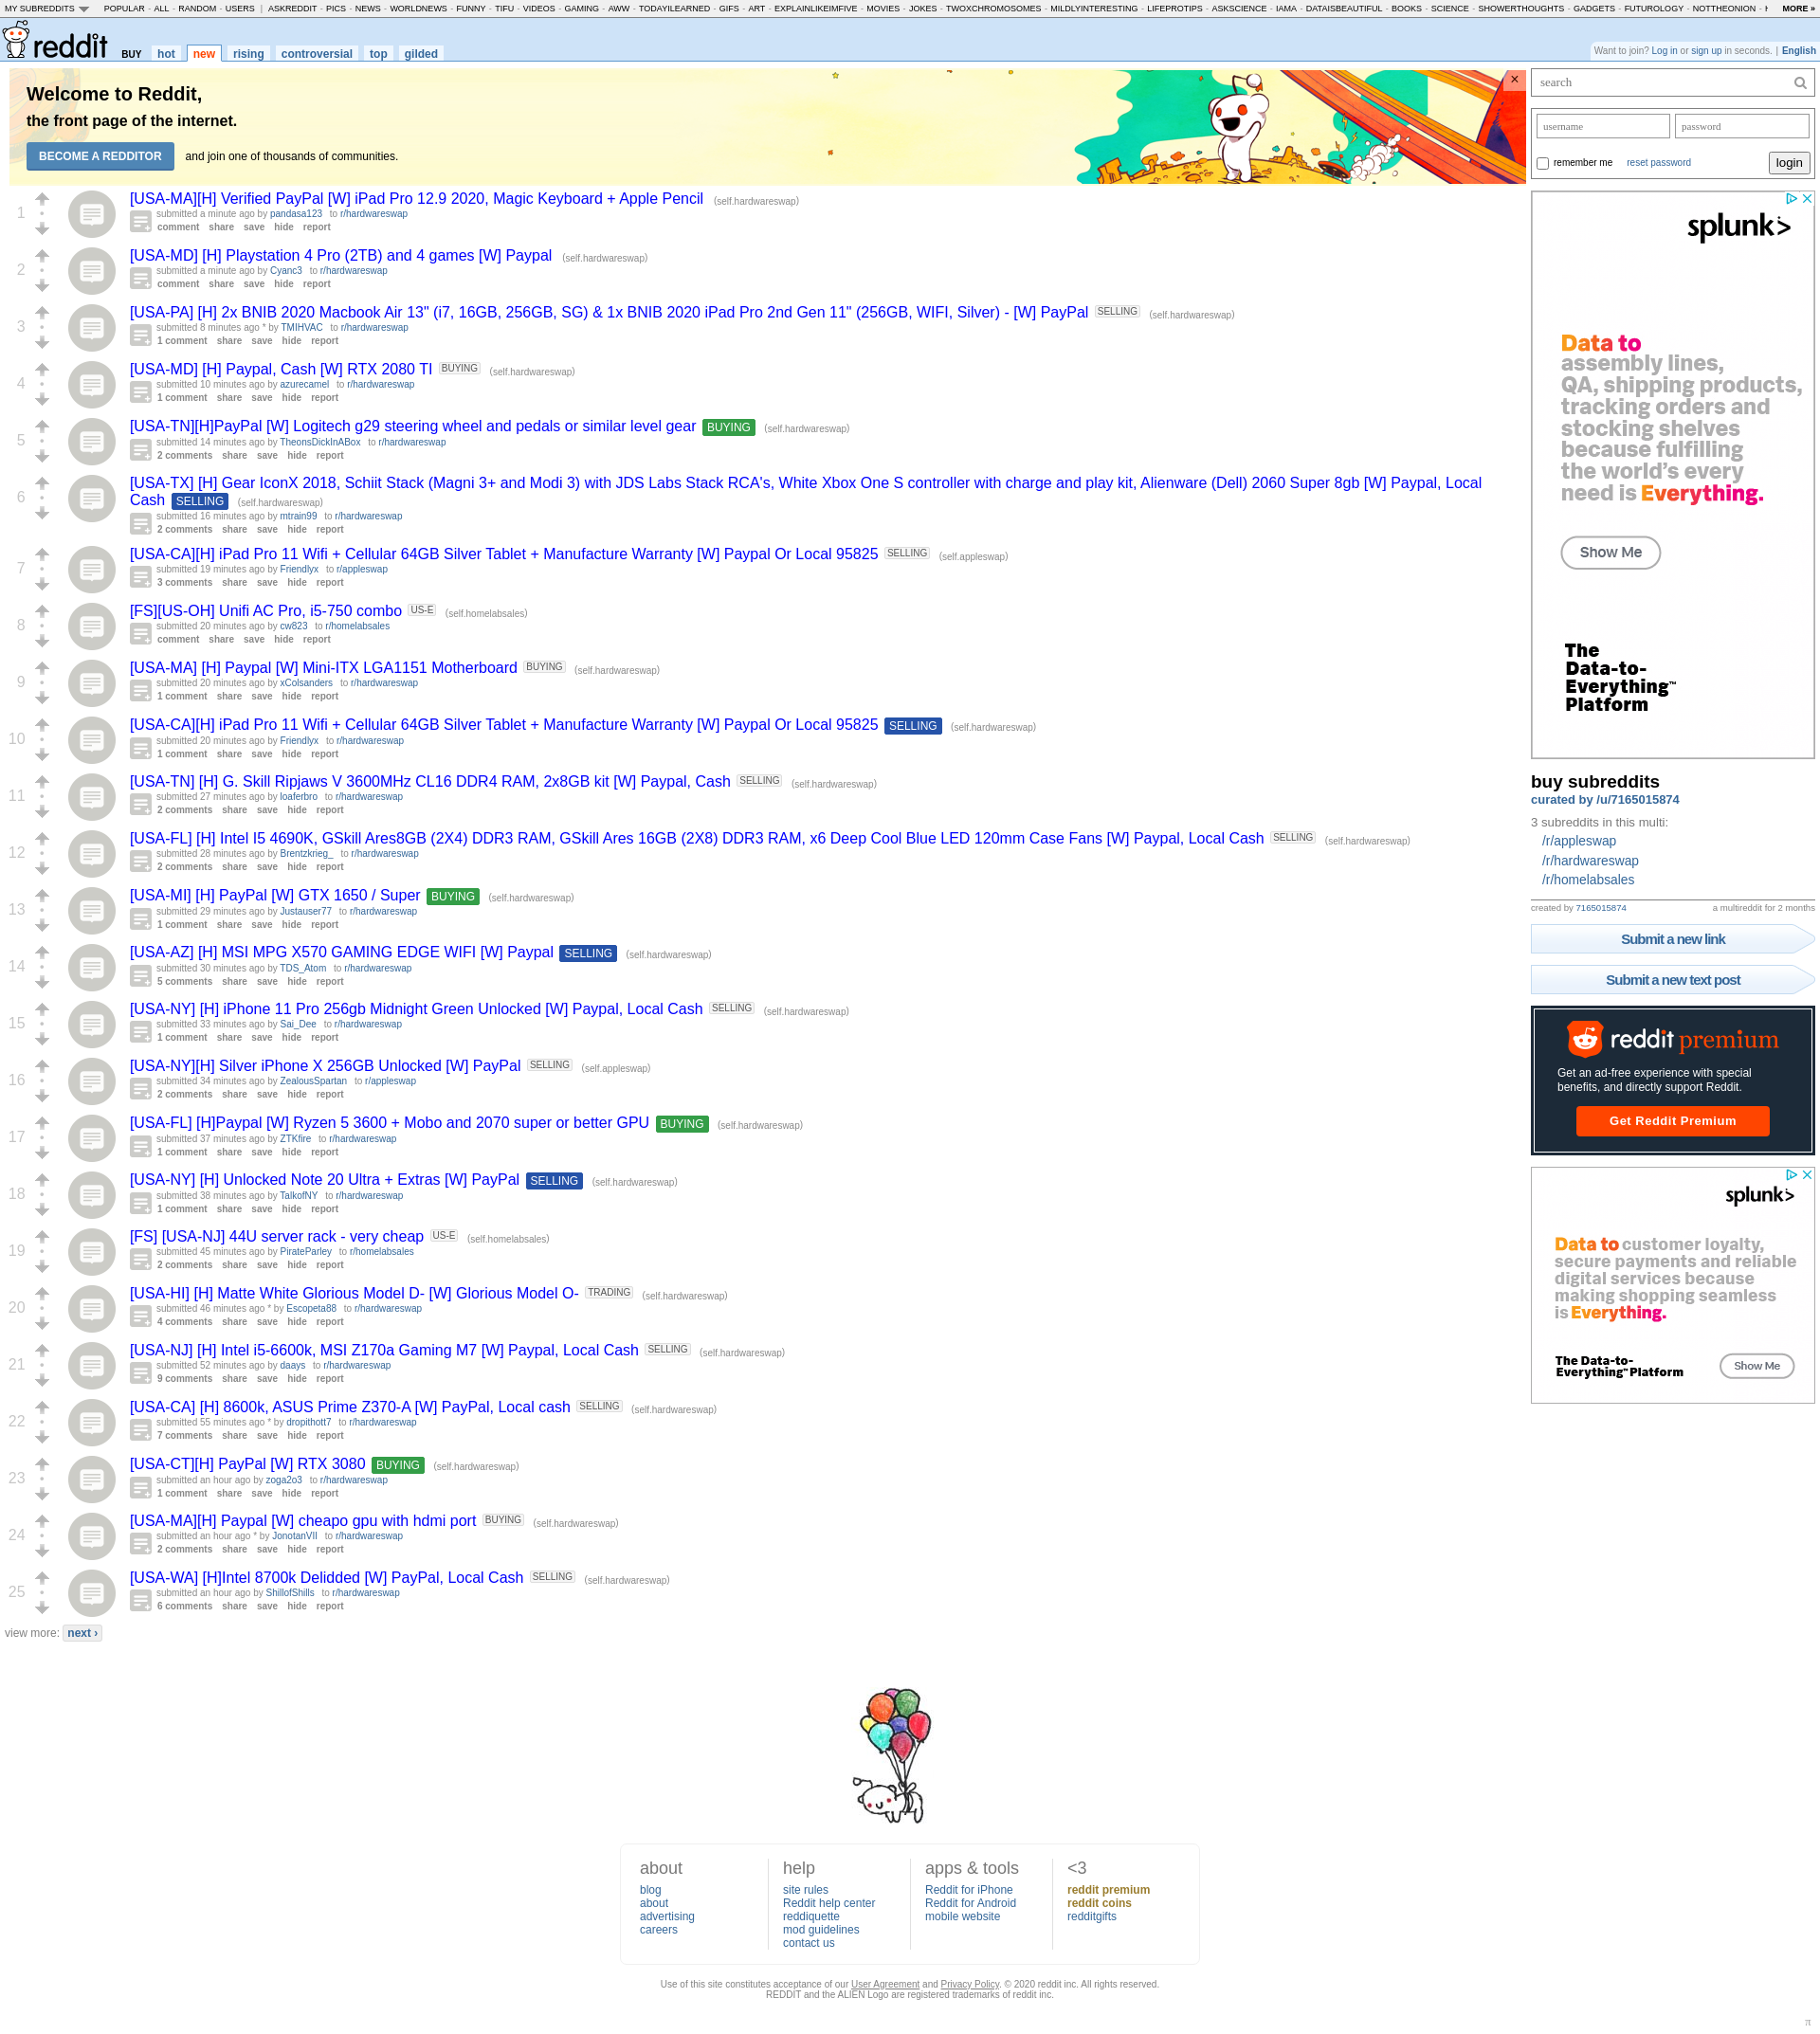 MY SUBREDDITS POPULAR - ALL - RANDOM - USERS | ASKREDDIT - PICS - NEWS - WORLDNEWS - FUNNY - TIFU - VIDEOS - GAMING - AWW - TODAYILEARNED - GIFS - ART - EXPLAINLIKEIMFIVE - MOVIES - JOKES - TWOXCHROMOSOMES - MILDLYINTERESTING - LIFEPROTIPS - ASKSCIENCE - IAMA - DATAISBEAUTIFUL - BOOKS - SCIENCE - SHOWERTHOUGHTS - GADGETS - FUTUROLOGY - NOTTHEONION - MORE »
reddit BUY hot new rising controversial top gilded
Want to join? Log in or sign up in seconds. | English
Welcome to Reddit,
the front page of the internet.
BECOME A REDDITOR and join one of thousands of communities.
×
1
[USA-MA][H] Verified PayPal [W] iPad Pro 12.9 2020, Magic Keyboard + Apple Pencil (self.hardwareswap)
submitted a minute ago by pandasa123 to r/hardwareswap
comment share save hide report
2
[USA-MD] [H] Playstation 4 Pro (2TB) and 4 games [W] Paypal (self.hardwareswap)
submitted a minute ago by Cyanc3 to r/hardwareswap
comment share save hide report
3
[USA-PA] [H] 2x BNIB 2020 Macbook Air 13" (i7, 16GB, 256GB, SG) & 1x BNIB 2020 iPad Pro 2nd Gen 11" (256GB, WIFI, Silver) - [W] PayPal SELLING (self.hardwareswap)
submitted 8 minutes ago * by TMIHVAC to r/hardwareswap
1 comment share save hide report
4
[USA-MD] [H] Paypal, Cash [W] RTX 2080 TI BUYING (self.hardwareswap)
submitted 10 minutes ago by azurecamel to r/hardwareswap
1 comment share save hide report
5
[USA-TN][H]PayPal [W] Logitech g29 steering wheel and pedals or similar level gear BUYING (self.hardwareswap)
submitted 14 minutes ago by TheonsDickInABox to r/hardwareswap
2 comments share save hide report
6
[USA-TX] [H] Gear IconX 2018, Schiit Stack (Magni 3+ and Modi 3) with JDS Labs Stack RCA's, White Xbox One S controller with charge and play kit, Alienware (Dell) 2060 Super 8gb [W] Paypal, Local
Cash SELLING (self.hardwareswap)
submitted 16 minutes ago by mtrain99 to r/hardwareswap
2 comments share save hide report
7
[USA-CA][H] iPad Pro 11 Wifi + Cellular 64GB Silver Tablet + Manufacture Warranty [W] Paypal Or Local 95825 SELLING (self.appleswap)
submitted 19 minutes ago by Friendlyx to r/appleswap
3 comments share save hide report
8
[FS][US-OH] Unifi AC Pro, i5-750 combo US-E (self.homelabsales)
submitted 20 minutes ago by cw823 to r/homelabsales
comment share save hide report
9
[USA-MA] [H] Paypal [W] Mini-ITX LGA1151 Motherboard BUYING (self.hardwareswap)
submitted 20 minutes ago by xColsanders to r/hardwareswap
1 comment share save hide report
10
[USA-CA][H] iPad Pro 11 Wifi + Cellular 64GB Silver Tablet + Manufacture Warranty [W] Paypal Or Local 95825 SELLING (self.hardwareswap)
submitted 20 minutes ago by Friendlyx to r/hardwareswap
1 comment share save hide report
11
[USA-TN] [H] G. Skill Ripjaws V 3600MHz CL16 DDR4 RAM, 2x8GB kit [W] Paypal, Cash SELLING (self.hardwareswap)
submitted 27 minutes ago by loaferbro to r/hardwareswap
2 comments share save hide report
12
[USA-FL] [H] Intel I5 4690K, GSkill Ares8GB (2X4) DDR3 RAM, GSkill Ares 16GB (2X8) DDR3 RAM, x6 Deep Cool Blue LED 120mm Case Fans [W] Paypal, Local Cash SELLING (self.hardwareswap)
submitted 28 minutes ago by Brentzkrieg_ to r/hardwareswap
2 comments share save hide report
13
[USA-MI] [H] PayPal [W] GTX 1650 / Super BUYING (self.hardwareswap)
submitted 29 minutes ago by Justauser77 to r/hardwareswap
1 comment share save hide report
14
[USA-AZ] [H] MSI MPG X570 GAMING EDGE WIFI [W] Paypal SELLING (self.hardwareswap)
submitted 30 minutes ago by TDS_Atom to r/hardwareswap
5 comments share save hide report
15
[USA-NY] [H] iPhone 11 Pro 256gb Midnight Green Unlocked [W] Paypal, Local Cash SELLING (self.hardwareswap)
submitted 33 minutes ago by Sai_Dee to r/hardwareswap
1 comment share save hide report
16
[USA-NY][H] Silver iPhone X 256GB Unlocked [W] PayPal SELLING (self.appleswap)
submitted 34 minutes ago by ZealousSpartan to r/appleswap
2 comments share save hide report
17
[USA-FL] [H]Paypal [W] Ryzen 5 3600 + Mobo and 2070 super or better GPU BUYING (self.hardwareswap)
submitted 37 minutes ago by ZTKfire to r/hardwareswap
1 comment share save hide report
18
[USA-NY] [H] Unlocked Note 20 Ultra + Extras [W] PayPal SELLING (self.hardwareswap)
submitted 38 minutes ago by TalkofNY to r/hardwareswap
1 comment share save hide report
19
[FS] [USA-NJ] 44U server rack - very cheap US-E (self.homelabsales)
submitted 45 minutes ago by PirateParley to r/homelabsales
2 comments share save hide report
20
[USA-HI] [H] Matte White Glorious Model D- [W] Glorious Model O- TRADING (self.hardwareswap)
submitted 46 minutes ago * by Escopeta88 to r/hardwareswap
4 comments share save hide report
21
[USA-NJ] [H] Intel i5-6600k, MSI Z170a Gaming M7 [W] Paypal, Local Cash SELLING (self.hardwareswap)
submitted 52 minutes ago by daays to r/hardwareswap
9 comments share save hide report
22
[USA-CA] [H] 8600k, ASUS Prime Z370-A [W] PayPal, Local cash SELLING (self.hardwareswap)
submitted 55 minutes ago * by dropithott7 to r/hardwareswap
7 comments share save hide report
23
[USA-CT][H] PayPal [W] RTX 3080 BUYING (self.hardwareswap)
submitted an hour ago by zoga2o3 to r/hardwareswap
1 comment share save hide report
24
[USA-MA][H] Paypal [W] cheapo gpu with hdmi port BUYING (self.hardwareswap)
submitted an hour ago * by JonotanVII to r/hardwareswap
2 comments share save hide report
25
[USA-WA] [H]Intel 8700k Delidded [W] PayPal, Local Cash SELLING (self.hardwareswap)
submitted an hour ago by ShillofShills to r/hardwareswap
6 comments share save hide report
view more: next ›
search
username password
remember me reset password login
splunk>
Data to
assembly lines,
QA, shipping products,
tracking orders and
stocking shelves
because fulfilling
the world's every
need is Everything.
Show Me
The
Data-to-
Everything™
Platform
buy subreddits
curated by /u/7165015874
3 subreddits in this multi:
/r/appleswap
/r/hardwareswap
/r/homelabsales
created by 7165015874 a multireddit for 2 months
Submit a new link
Submit a new text post
reddit premium
Get an ad-free experience with special
benefits, and directly support Reddit.
Get Reddit Premium
splunk>
Data to customer loyalty,
secure payments and reliable
digital services because
making shopping seamless
is Everything.
The Data-to-
Everything™ Platform
Show Me
about
blog
about
advertising
careers
help
site rules
Reddit help center
reddiquette
mod guidelines
contact us
apps & tools
Reddit for iPhone
Reddit for Android
mobile website
<3
reddit premium
reddit coins
redditgifts
Use of this site constitutes acceptance of our User Agreement and Privacy Policy. © 2020 reddit inc. All rights reserved.
REDDIT and the ALIEN Logo are registered trademarks of reddit inc.
π